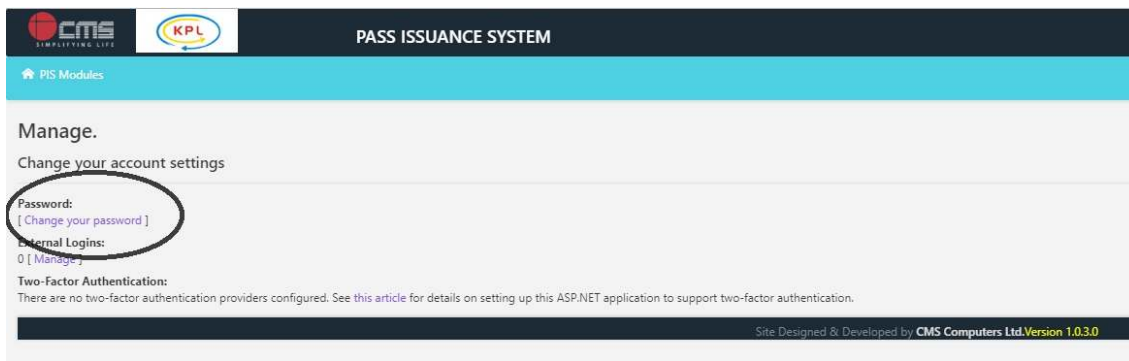 CMS
SIMPLIFYING LIFE
KPL
PASS ISSUANCE SYSTEM
PIS Modules
Manage.
Change your account settings
Password:
[ Change your password ]
External Logins:
0 [ Manage ]
Two-Factor Authentication:
There are no two-factor authentication providers configured. See this article for details on setting up this ASP.NET application to support two-factor authentication.
Site Designed & Developed by CMS Computers Ltd.Version 1.0.3.0